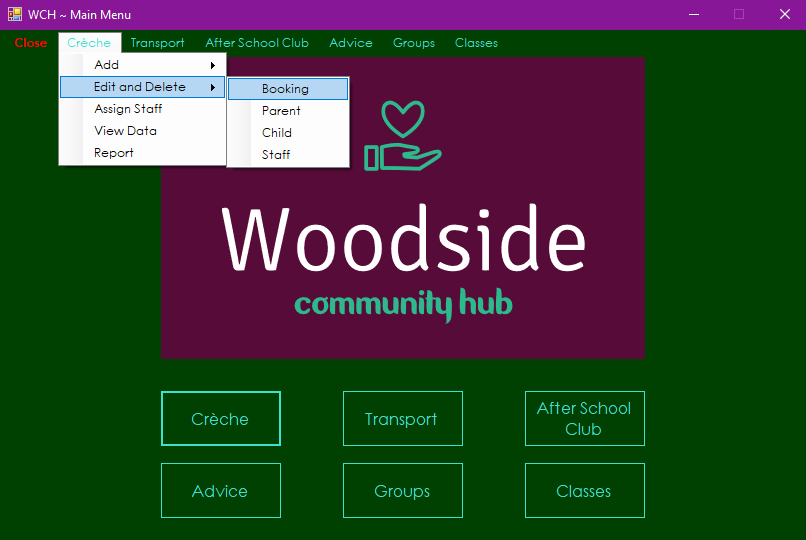 WCH ~ Main Menu
Close Crèche Transport After School Club Advice Groups Classes
Add
Edit and Delete
Assign Staff
View Data
Report
Booking
Parent
Child
Staff
Woodside
community hub
Crèche
Transport
After School
Club
Advice
Groups
Classes